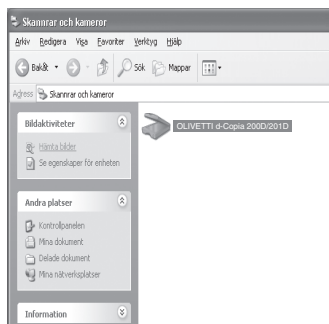 Skannrar och kameror
Arkiv Redigera Visa Favoriter Verktyg Hjälp
Bakåt Sök Mappar
Adress Skannrar och kameror
Bildaktiviteter
Hämta bilder
Se egenskaper för enheten
OLIVETTI d-Copia 200D/201D
Andra platser
Kontrollpanelen
Mina dokument
Delade dokument
Mina nätverksplatser
Information